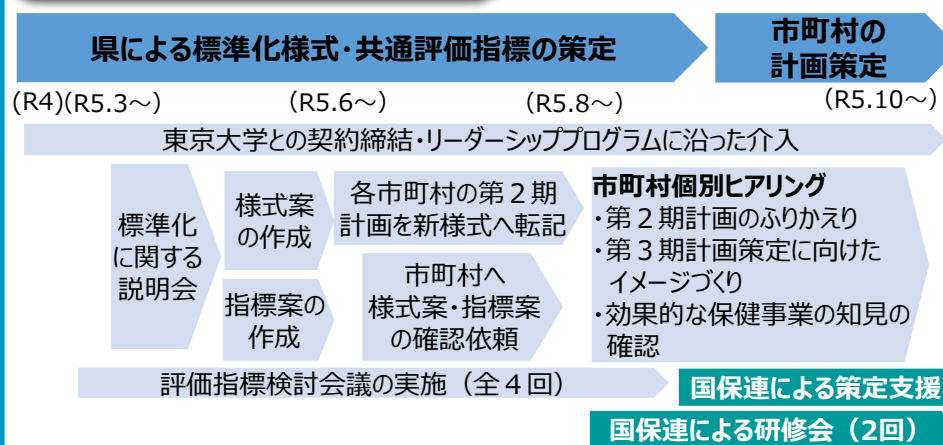 県による標準化様式・共通評価指標の策定
市町村の
計画策定
(R4)(R5.3～)
(R5.6～)
(R5.8～)
(R5.10～)
東京大学との契約締結・リーダーシッププログラムに沿った介入
標準化
に関する
説明会
様式案
の作成
指標案の
作成
各市町村の第２期
計画を新様式へ転記
市町村へ
様式案・指標案
の確認依頼
市町村個別ヒアリング
・第２期計画のふりかえり
・第３期計画策定に向けた
イメージづくり
・効果的な保健事業の知見の
確認
評価指標検討会議の実施（全４回）
国保連による策定支援
国保連による研修会（2回）